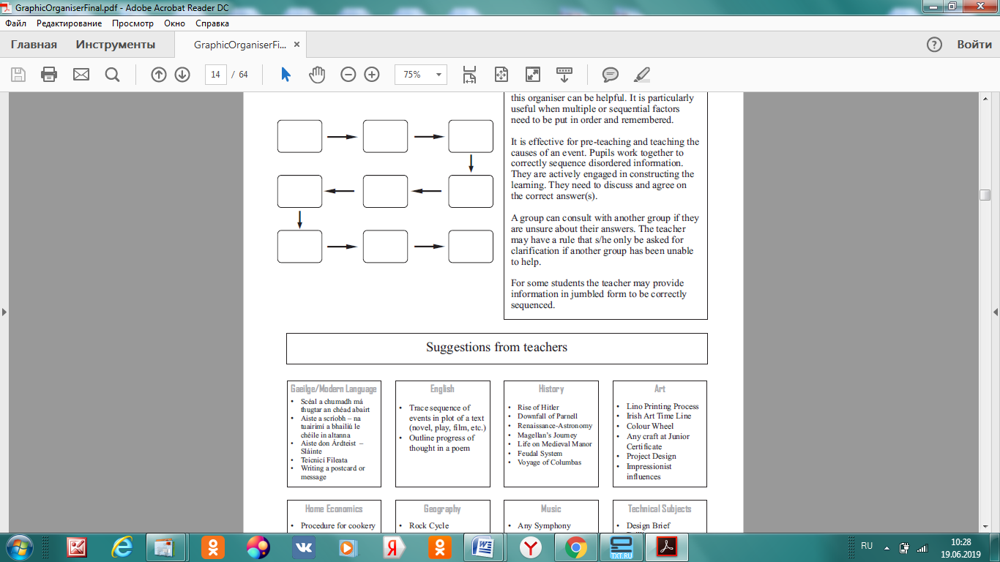 GraphicOrganiserFinal.pdf - Adobe Acrobat Reader DC
Файл Редактирование Просмотр Окно Справка
Главная Инструменты GraphicOrganiserFi... × ? Войти
14 / 64 75%
this organiser can be helpful. It is particularly
useful when multiple or sequential factors
need to be put in order and remembered.
It is effective for pre-teaching and teaching the
causes of an event. Pupils work together to
correctly sequence disordered information.
They are actively engaged in constructing the
learning. They need to discuss and agree on
the correct answer(s).
A group can consult with another group if they
are unsure about their answers. The teacher
may have a rule that s/he only be asked for
clarification if another group has been unable
to help.
For some students the teacher may provide
information in jumbled form to be correctly
sequenced.
Suggestions from teachers
Gaeilge/Modern Language
• Scéal a chumadh má
thugtar an chéad abairt
• Aiste a scríobh – na
tuairimí a bhailiú le
chéile in altanna
• Aiste don Árdteist –
Sláinte
• Teicnící Fileata
• Writing a postcard or
message
English
• Trace sequence of
events in plot of a text
(novel, play, film, etc.)
• Outline progress of
thought in a poem
History
• Rise of Hitler
• Downfall of Parnell
• Renaissance-Astronomy
• Magellan's Journey
• Life on Medieval Manor
• Feudal System
• Voyage of Columbas
Art
• Lino Printing Process
• Irish Art Time Line
• Colour Wheel
• Any craft at Junior
Certificate
• Project Design
• Impressionist
influences
Home Economics
• Procedure for cookery
Geography
• Rock Cycle
Music
• Any Symphony
Technical Subjects
• Design Brief
TXT.RU
RU
10:28
19.06.2019